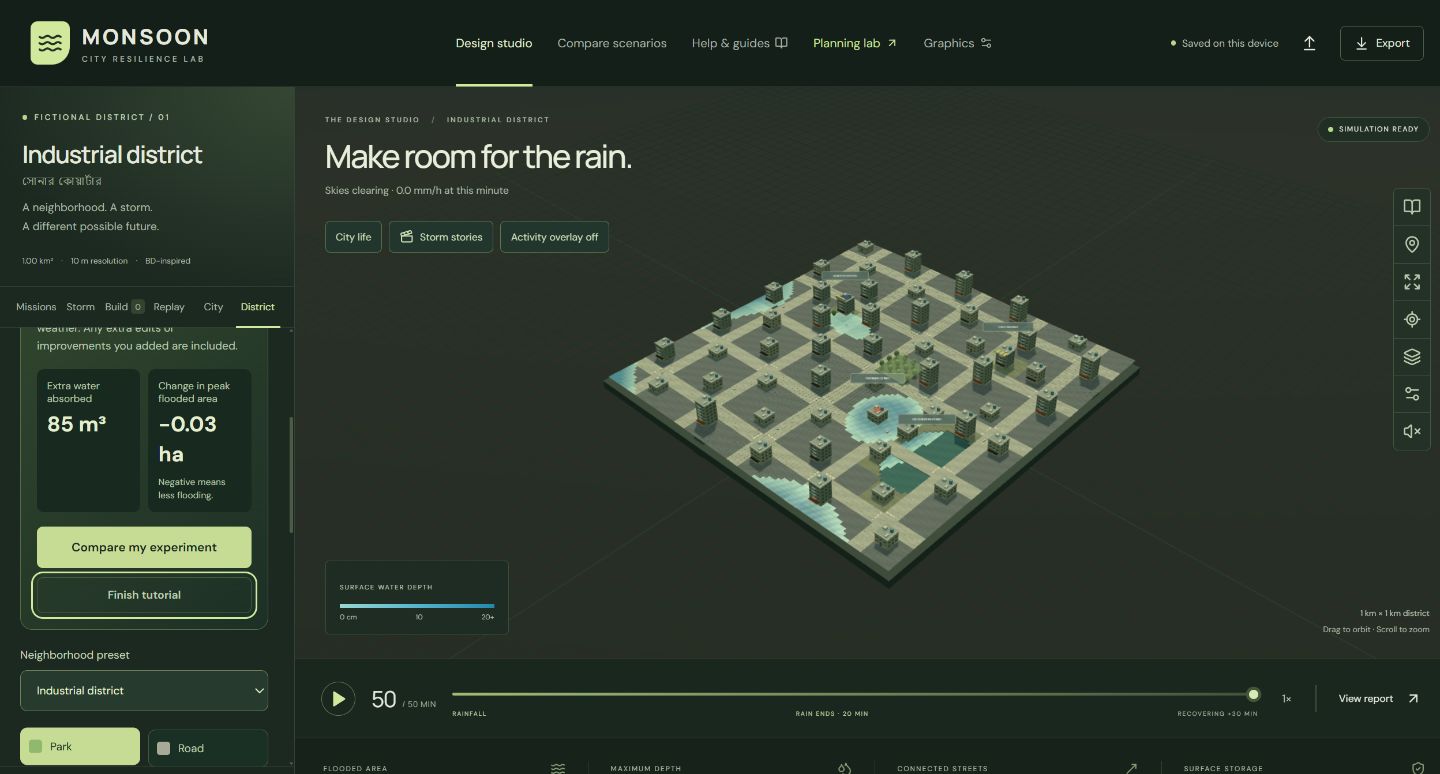 MONSOON
CITY RESILIENCE LAB
Design studio
Compare scenarios
Help & guides
Planning lab
Graphics
Saved on this device
Export
FICTIONAL DISTRICT / 01
Industrial district
সোনার কোয়ার্টার
A neighborhood. A storm.
A different possible future.
1.00 km² · 10 m resolution · BD-inspired
Missions Storm Build 0 Replay City District
weather. Any extra edits or
improvements you added are included.
Extra water
absorbed
85 m³
Change in peak
flooded area
−0.03
ha
Negative means
less flooding.
Compare my experiment
Finish tutorial
Neighborhood preset
Industrial district
Park
Road
THE DESIGN STUDIO / INDUSTRIAL DISTRICT
Make room for the rain.
Skies clearing · 0.0 mm/h at this minute
City life
Storm stories
Activity overlay off
SIMULATION READY
SURFACE WATER DEPTH
0 cm 10 20+
1 km × 1 km district
Drag to orbit · Scroll to zoom
50 / 50 MIN
RAINFALL
RAIN ENDS · 20 MIN
RECOVERING +30 MIN
1×
View report
FLOODED AREA
MAXIMUM DEPTH
CONNECTED STREETS
SURFACE STORAGE